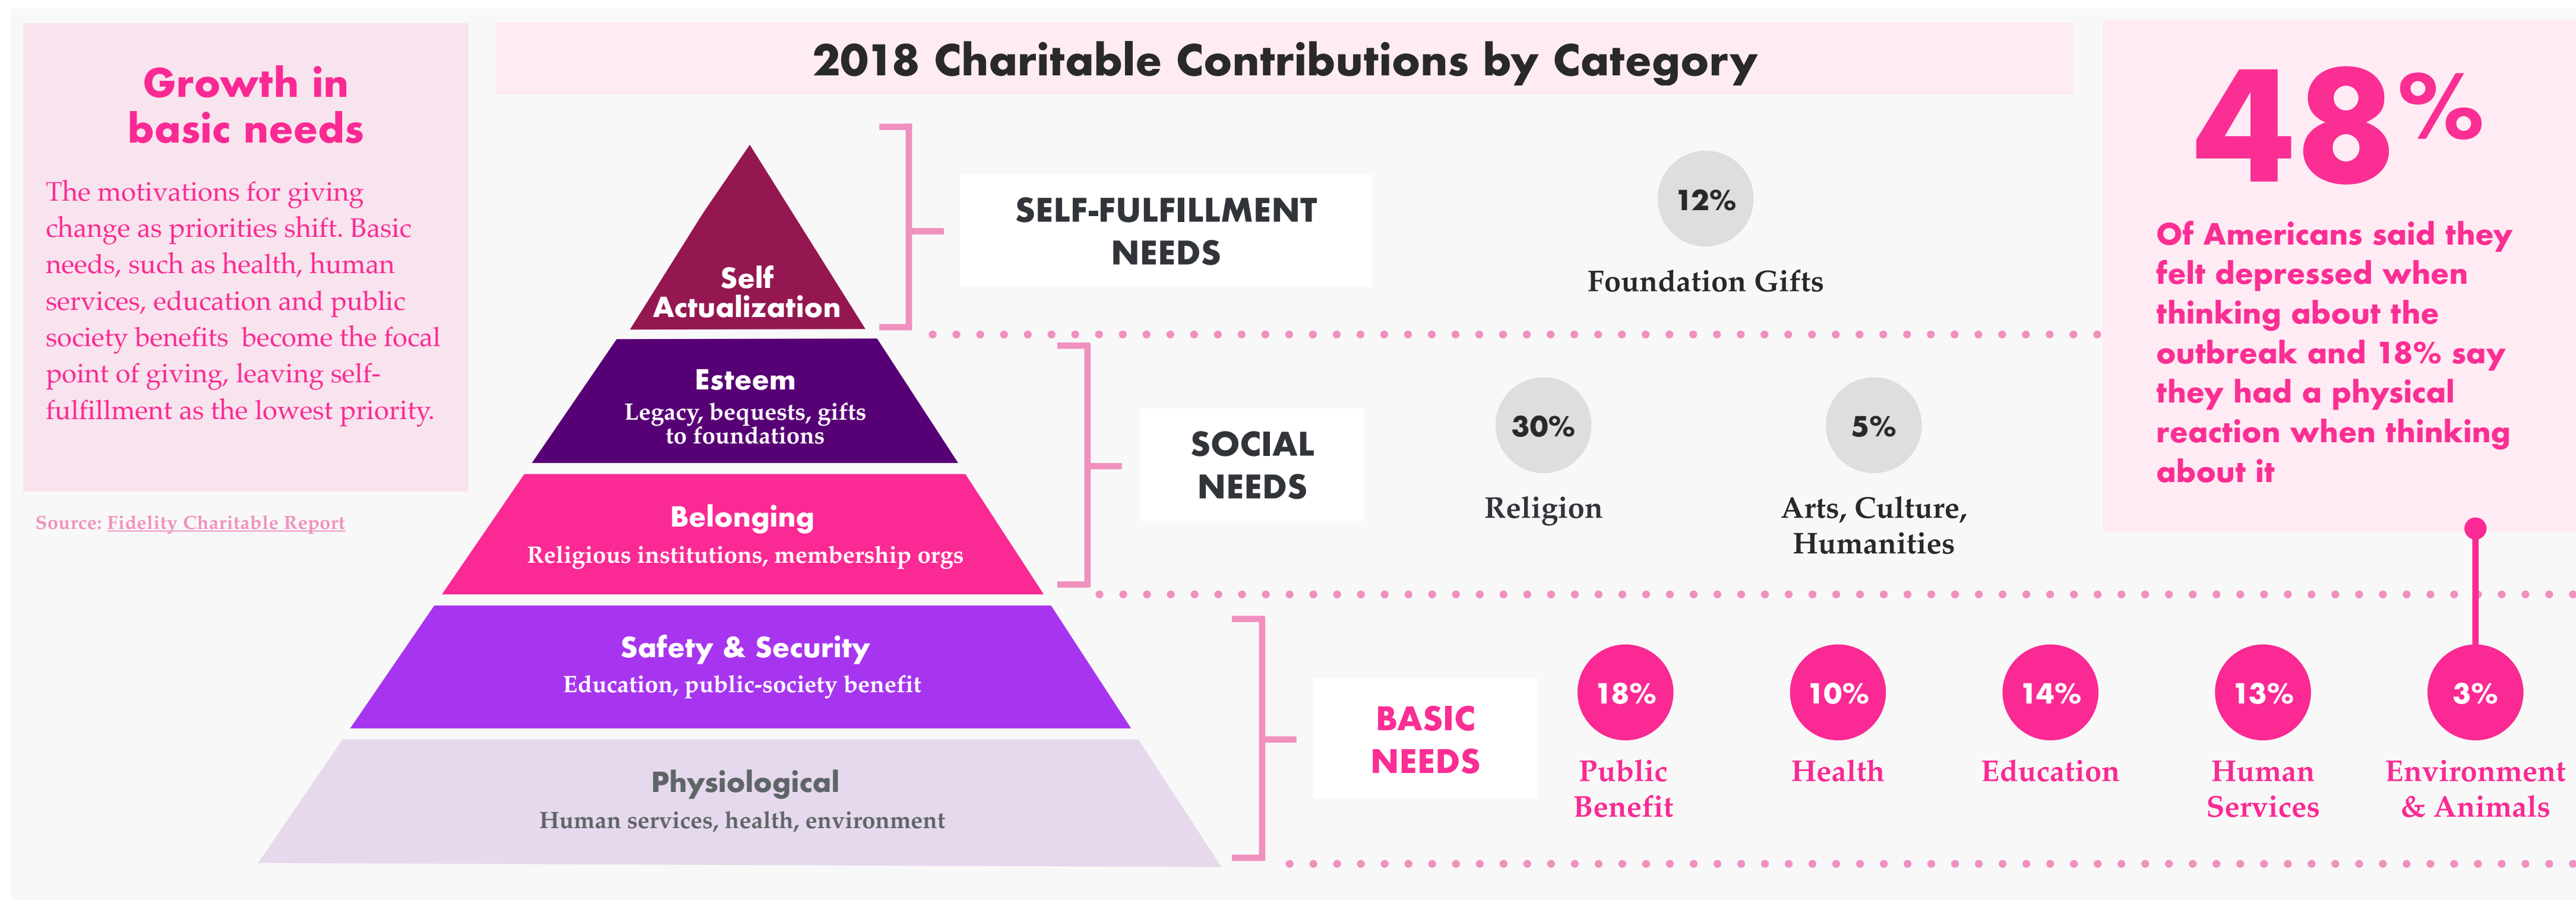 Growth in
basic needs
The motivations for giving
change as priorities shift. Basic
needs, such as health, human
services, education and public
society benefits  become the focal
point of giving, leaving self-
fulfillment as the lowest priority.
Source: Fidelity Charitable Report
2018 Charitable Contributions by Category
Self
Actualization
Esteem
Legacy, bequests, gifts
to foundations
Belonging
Religious institutions, membership orgs
Safety & Security
Education, public-society benefit
Physiological
Human services, health, environment
SELF-FULFILLMENT
NEEDS
12%
Foundation Gifts
SOCIAL
NEEDS
30%
Religion
5%
Arts, Culture,
Humanities
BASIC
NEEDS
18%
Public
Benefit
10%
Health
14%
Education
13%
Human
Services
3%
Environment
& Animals
48%
Of Americans said they
felt depressed when
thinking about the
outbreak and 18% say
they had a physical
reaction when thinking
about it